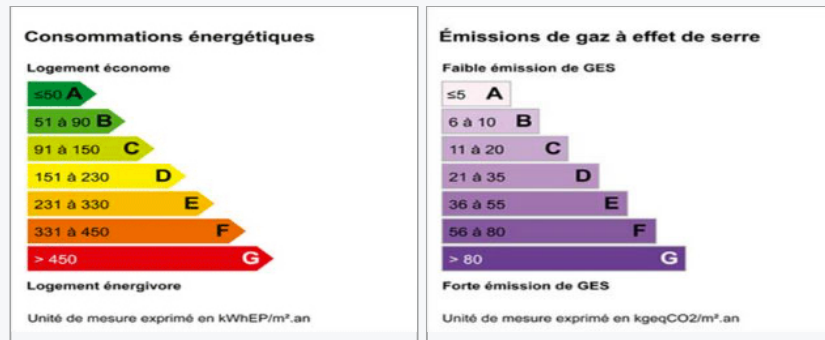 Consommations énergétiques
Logement économe
≤50 A
51 à 90 B
91 à 150 C
151 à 230 D
231 à 330 E
331 à 450 F
> 450 G
Logement énergivore
Unité de mesure exprimé en kWhEP/m².an
Émissions de gaz à effet de serre
Faible émission de GES
≤5 A
6 à 10 B
11 à 20 C
21 à 35 D
36 à 55 E
56 à 80 F
> 80 G
Forte émission de GES
Unité de mesure exprimé en kgeqCO2/m².an